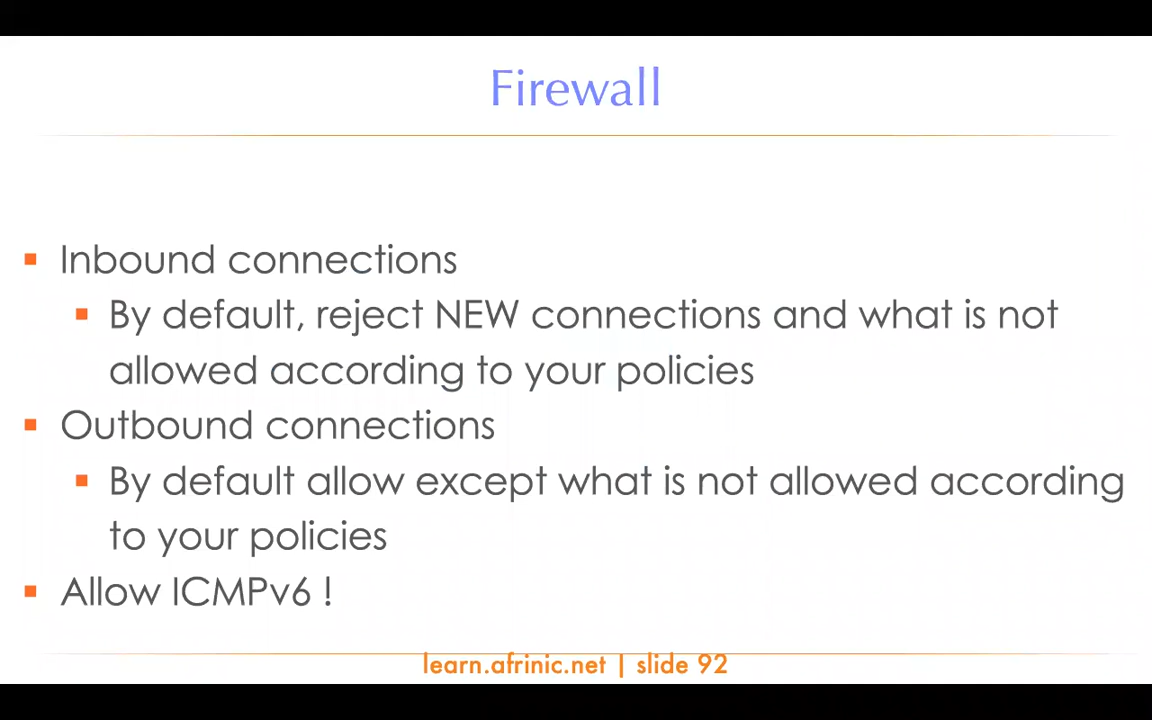 Firewall
Inbound connections
By default, reject NEW connections and what is not
allowed according to your policies
Outbound connections
By default allow except what is not allowed according
to your policies
Allow ICMPv6 !
learn.afrinic.net | slide 92